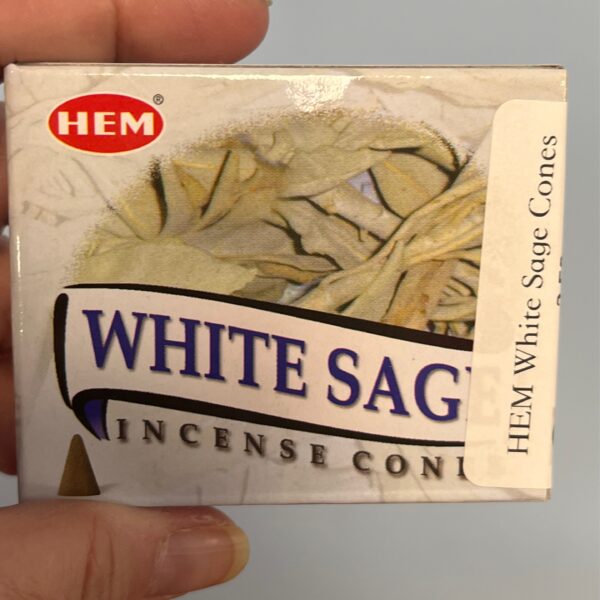 HEM®
WHITE SAG
INCENSE CON
HEM White Sage Cones